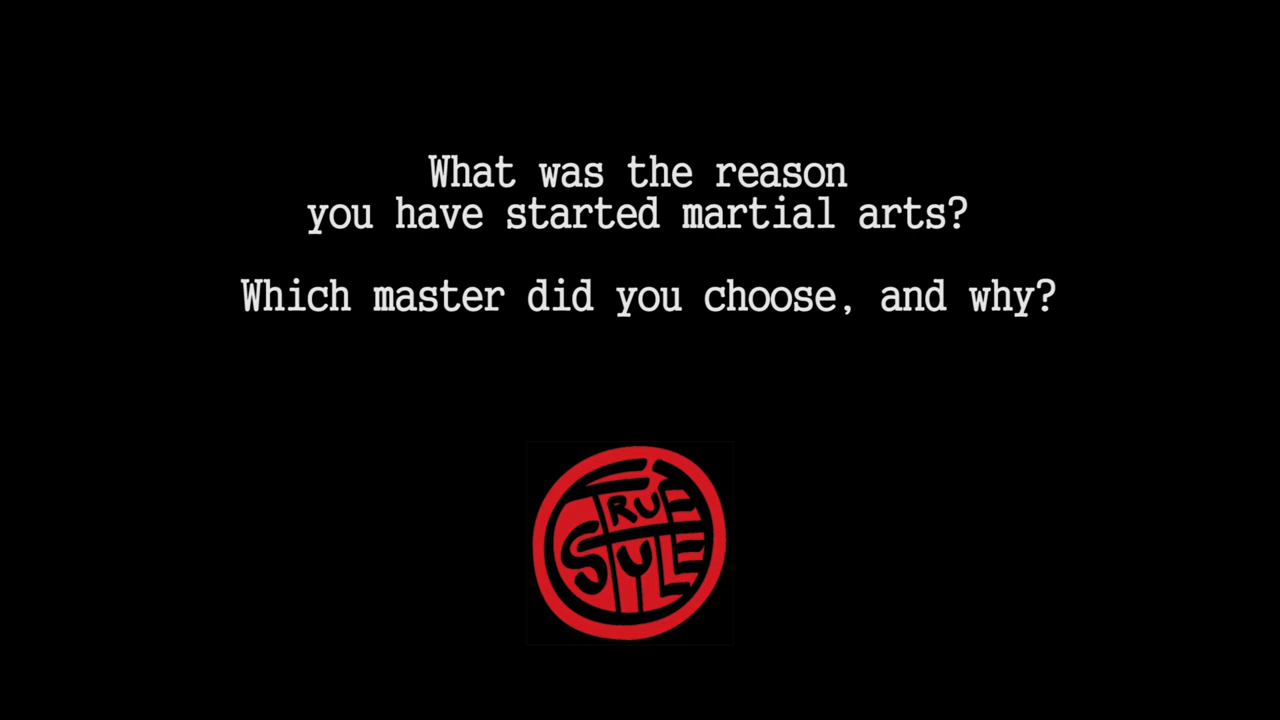 What was the reason
you have started martial arts?
Which master did you choose, and why?
TRUE
STYLE